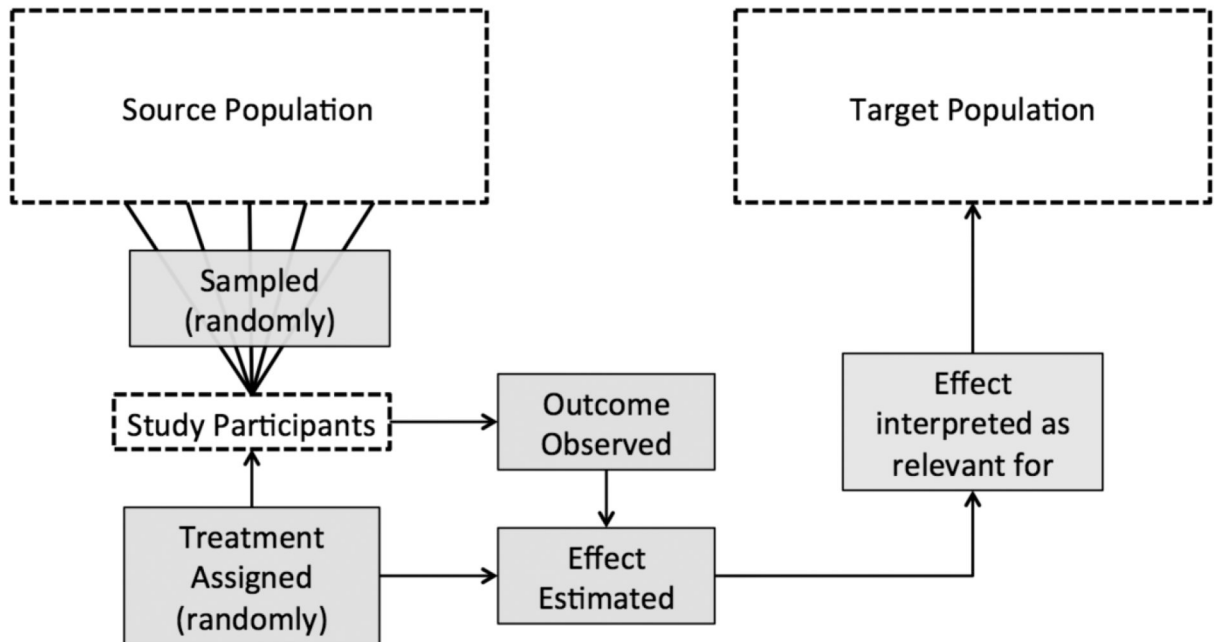 Source Population
Target Population
Sampled
(randomly)
Study Participants
Outcome
Observed
Effect
interpreted as
relevant for
Treatment
Assigned
(randomly)
Effect
Estimated